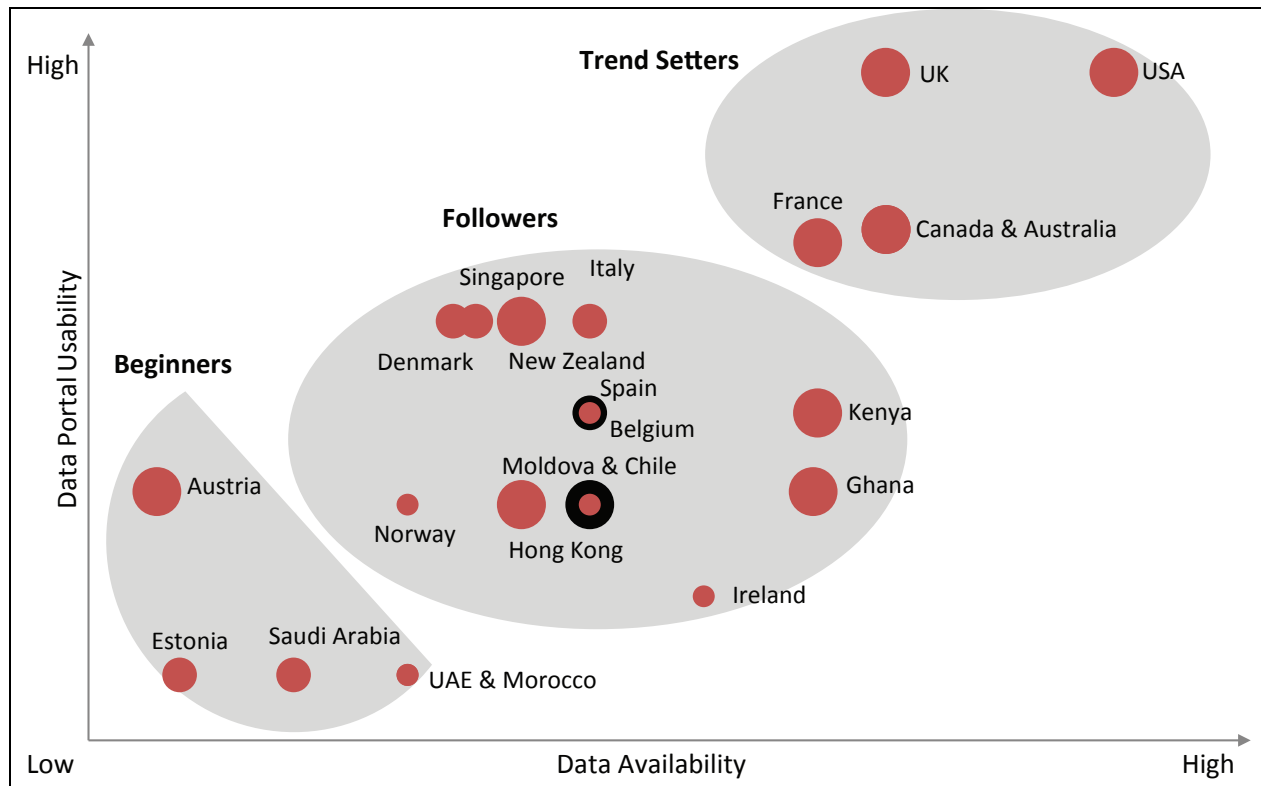 High
Trend Setters
UK
USA
France
Canada & Australia
Followers
Singapore
Italy
Denmark
New Zealand
Beginners
Spain
Belgium
Kenya
Data Portal Usability
Austria
Moldova & Chile
Ghana
Norway
Hong Kong
Ireland
Estonia
Saudi Arabia
UAE & Morocco
Low
Data Availability
High